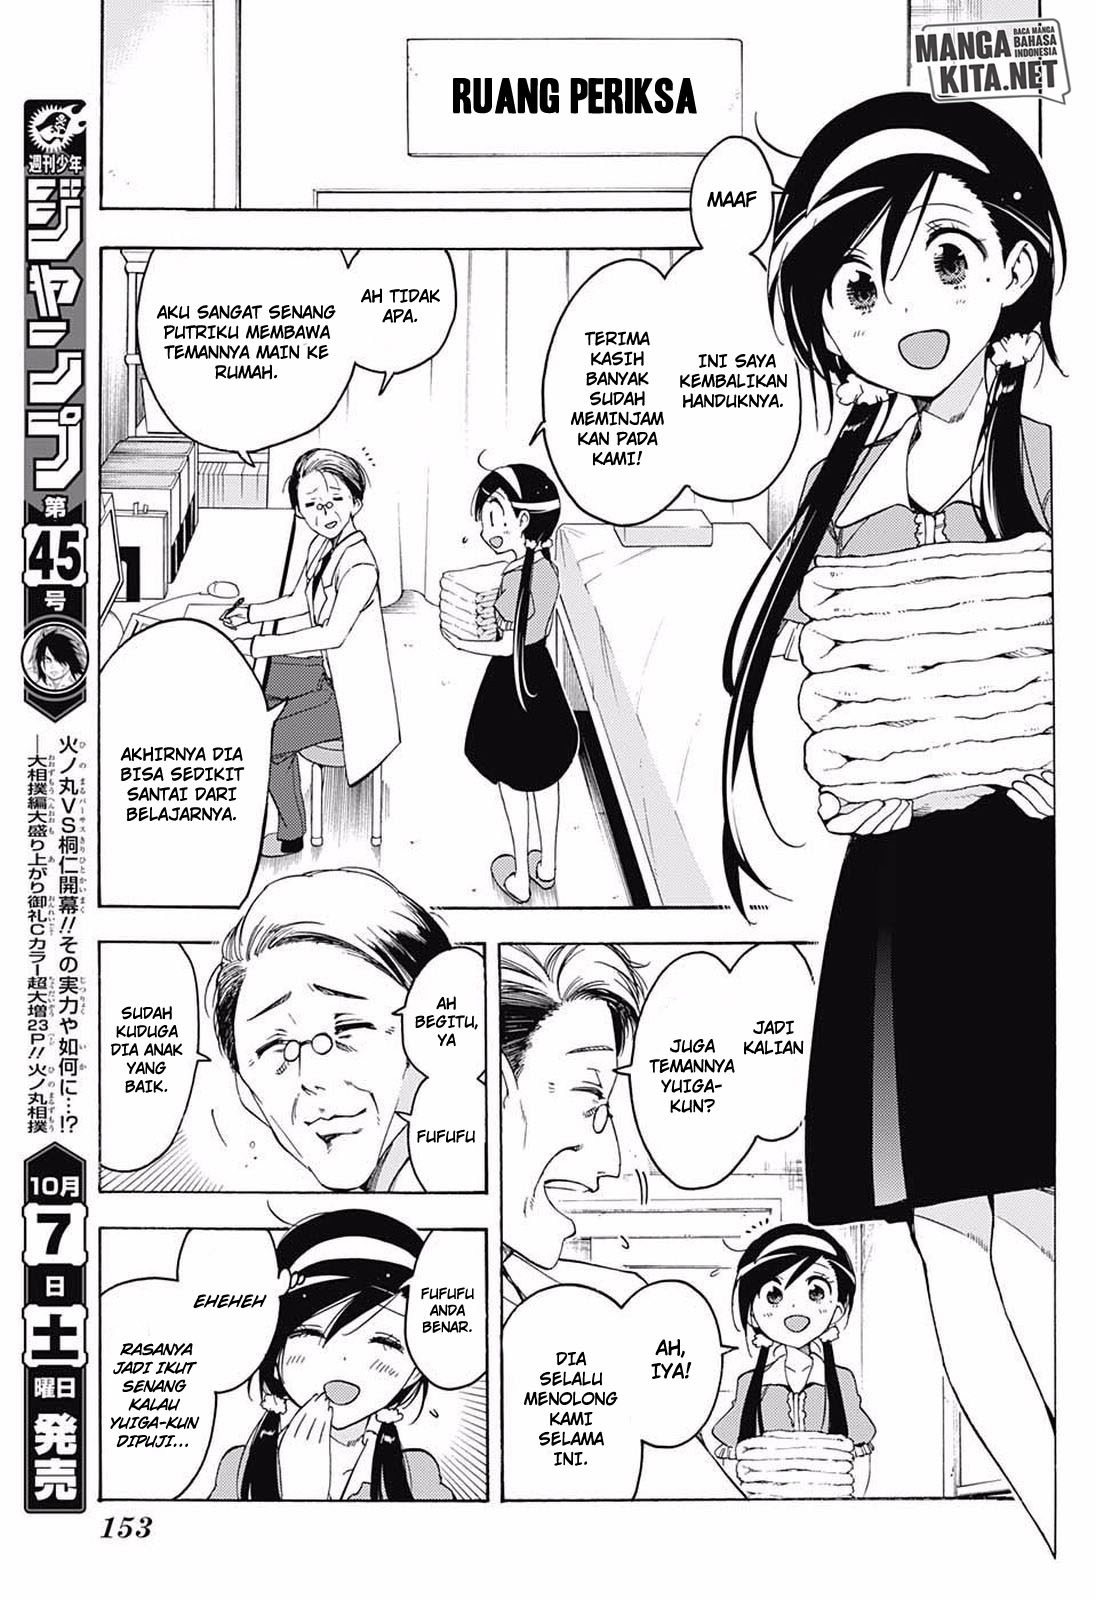 MANGA
KITA.NET
BACA MANGA
BAHASA
INDONESIA
RUANG PERIKSA
MAAF
INI SAYA
KEMBALIKAN
HANDUKNYA.
TERIMA
KASIH
BANYAK
SUDAH
MEMINJAM
KAN PADA
KAMI!
AH TIDAK
APA.
AKU SANGAT SENANG
PUTRIKU MEMBAWA
TEMANNYA MAIN KE
RUMAH.
AKHIRNYA DIA
BISA SEDIKIT
SANTAI DARI
BELAJARNYA.
JADI
KALIAN
JUGA
TEMANNYA
YUIGA-
KUN?
AH,
IYA!
DIA
SELALU
MENOLONG
KAMI
SELAMA
INI.
AH
BEGITU,
YA
FUFUFU
SUDAH
KUDUGA
DIA ANAK
YANG
BAIK.
FUFUFU
ANDA
BENAR.
EHEHEH
RASANYA
JADI IKUT
SENANG
KALAU
YUIGA-KUN
DIPUJI...
週刊少年
ジャンプ
第
45
号
火ノ丸VS桐仁開幕!!その実力や如何に…!?
―大相撲編大盛り上がり御礼Cカラー超大増23P!!火ノ丸相撲
10月
7
日
土
曜日
発売
153